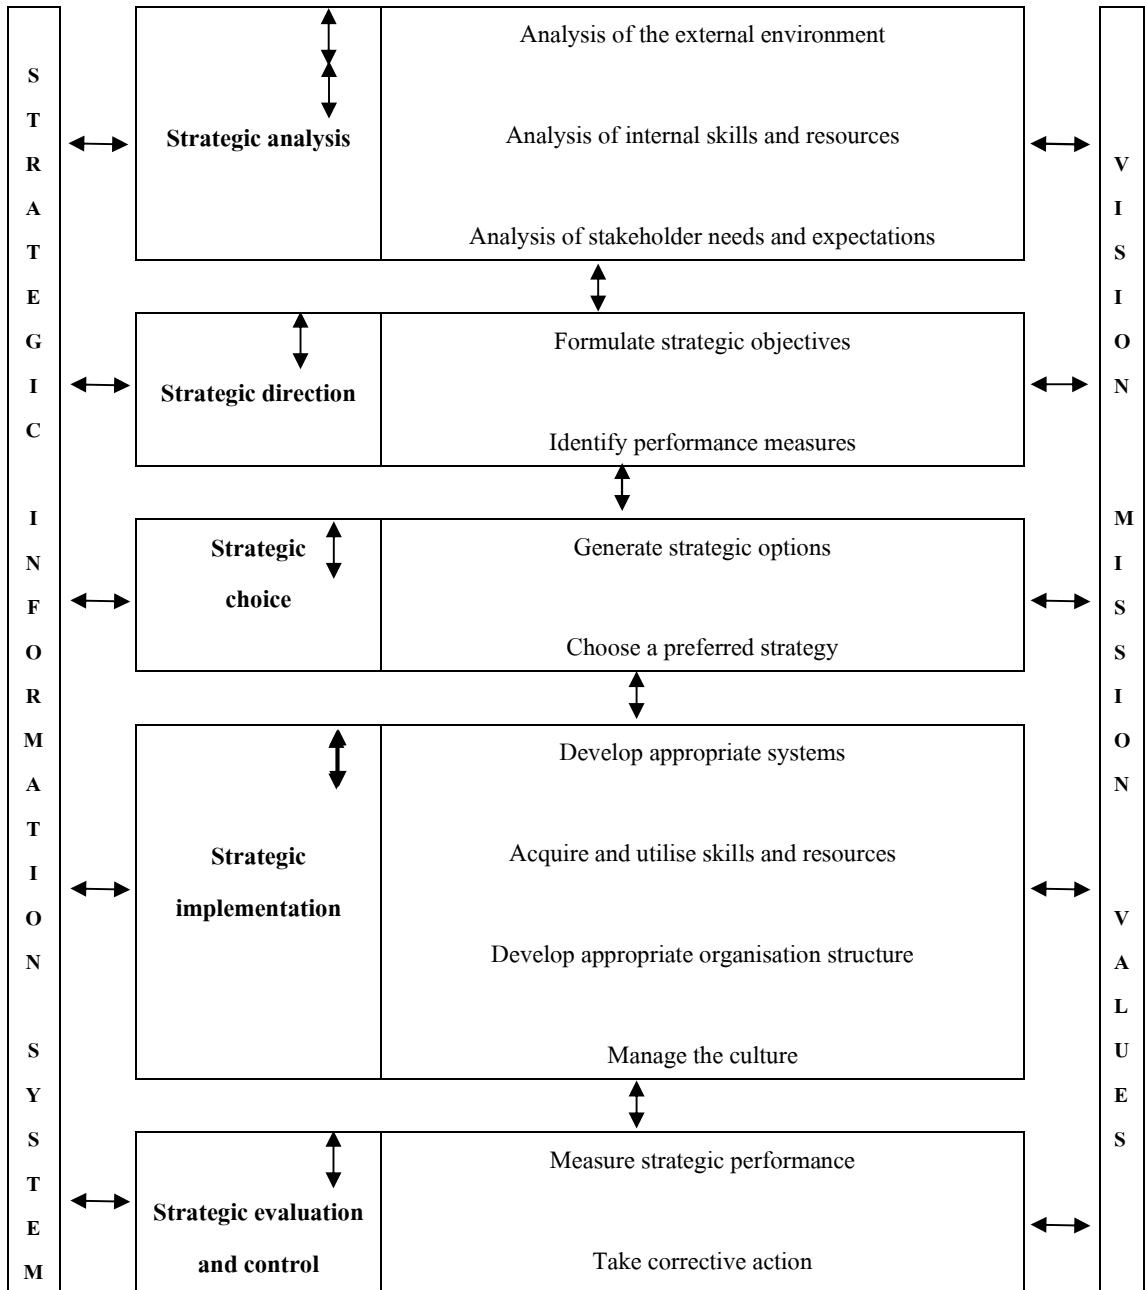 STRATEGIC INFORMATION SYSTEM
Strategic analysis
Analysis of the external environment
Analysis of internal skills and resources
Analysis of stakeholder needs and expectations
Strategic direction
Formulate strategic objectives
Identify performance measures
Strategic
choice
Generate strategic options
Choose a preferred strategy
Strategic
implementation
Develop appropriate systems
Acquire and utilise skills and resources
Develop appropriate organisation structure
Manage the culture
Strategic evaluation
and control
Measure strategic performance
Take corrective action
VISION MISSION VALUES